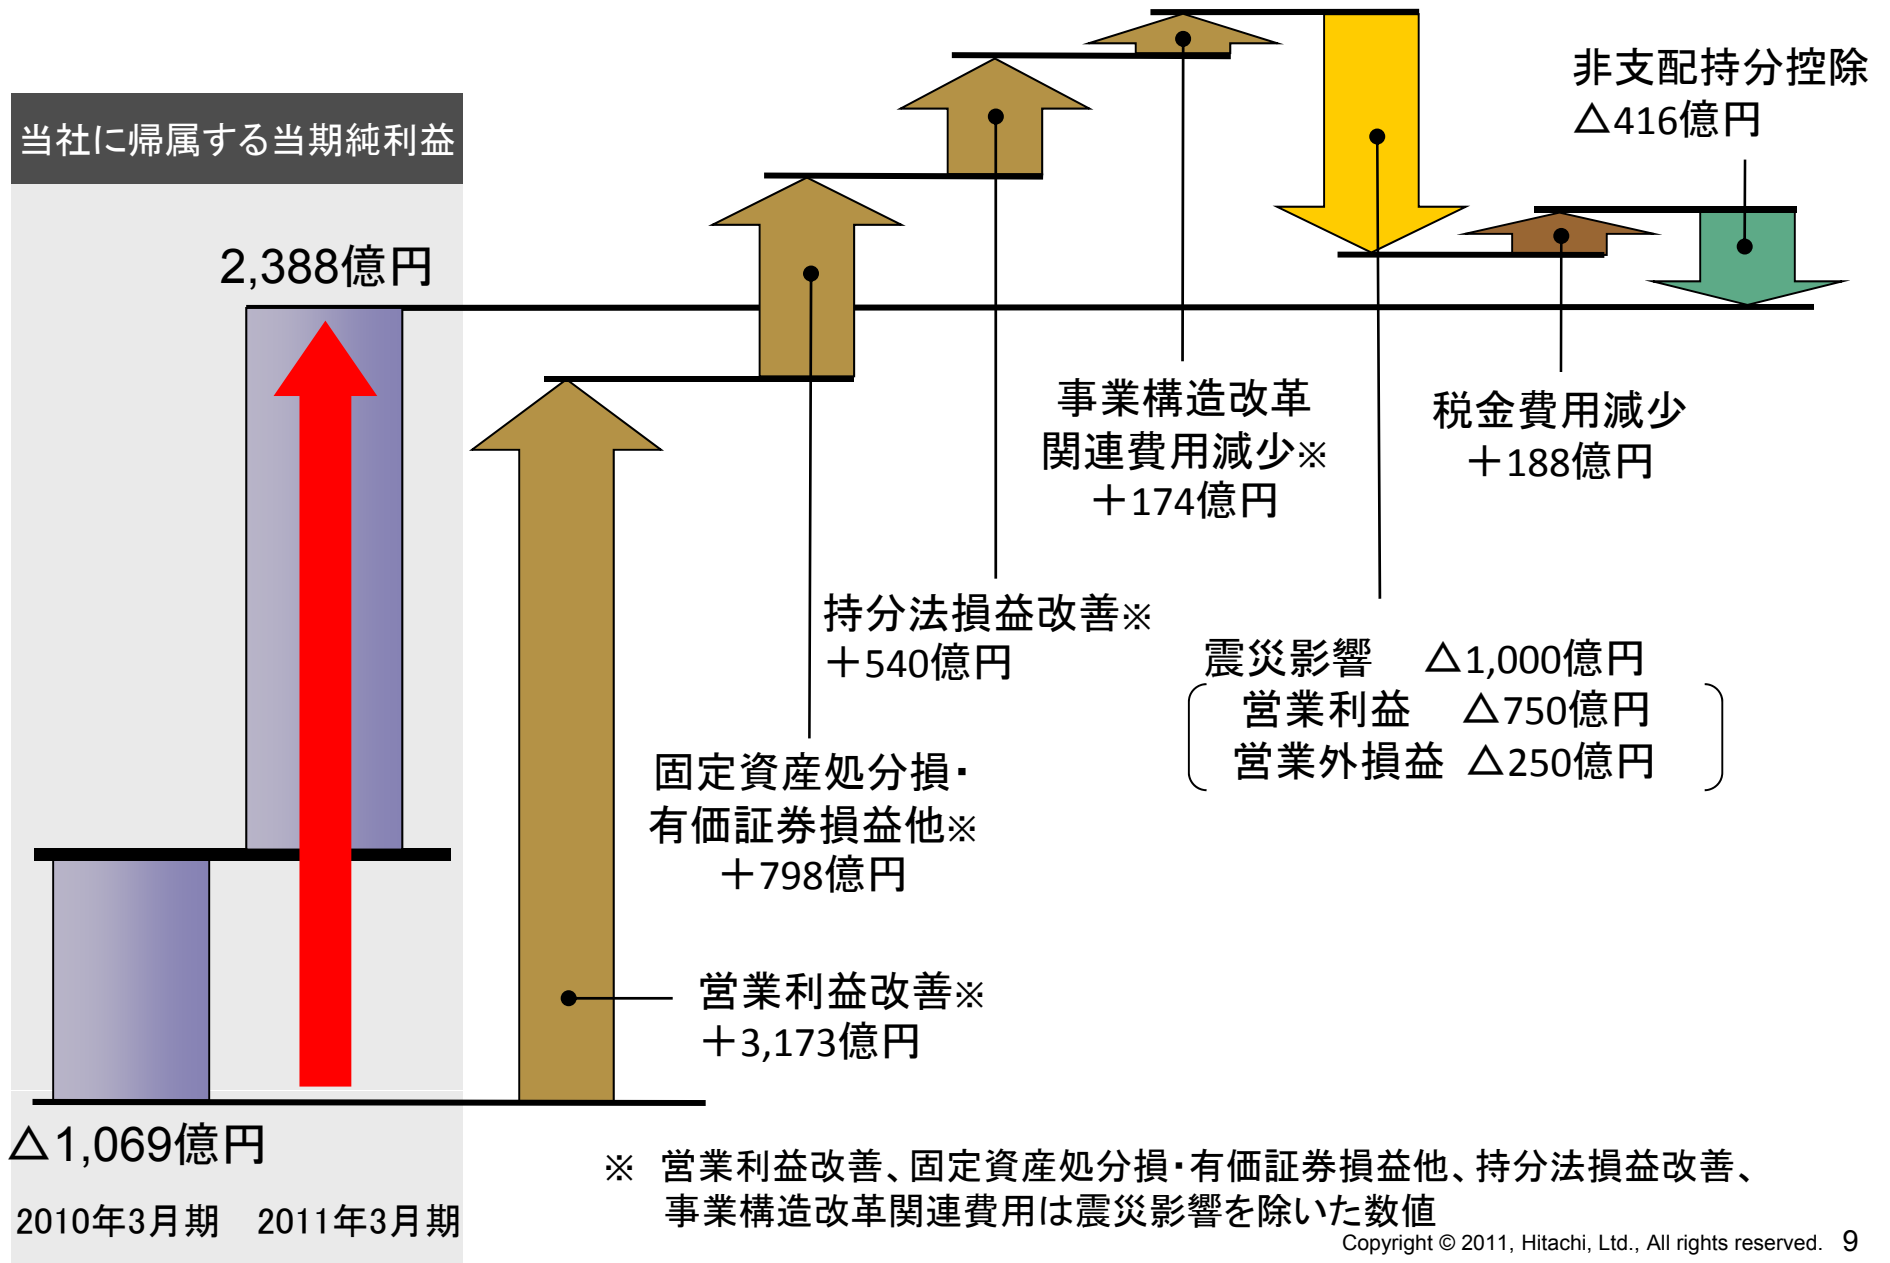 当社に帰属する当期純利益
2,388億円
△1,069億円
2010年3月期　2011年3月期
営業利益改善※
＋3,173億円
固定資産処分損・
有価証券損益他※
＋798億円
持分法損益改善※
＋540億円
事業構造改革
関連費用減少※
＋174億円
震災影響　△1,000億円
営業利益　△750億円
営業外損益　△250億円
税金費用減少
＋188億円
非支配持分控除
△416億円
※　営業利益改善、固定資産処分損・有価証券損益他、持分法損益改善、
事業構造改革関連費用は震災影響を除いた数値
Copyright © 2011, Hitachi, Ltd., All rights reserved.　9